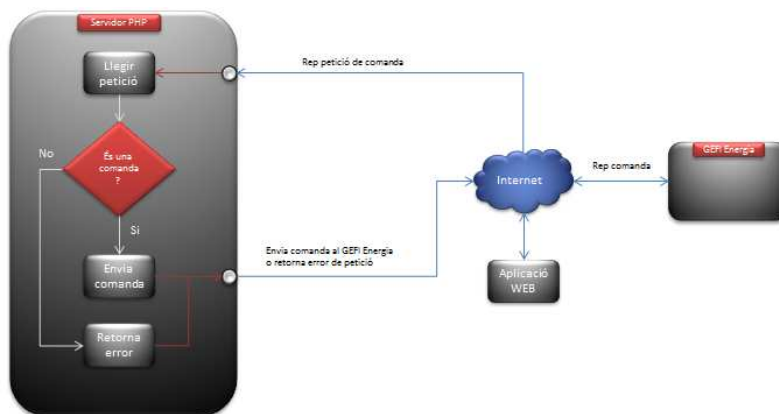 Servidor PHP
Llegir
petició
Rep petició de comanda
No
És una
comanda
?
Si
Envia
comanda
Retorna
error
Envia comanda al GEFI Energia
o retorna error de petició
Internet
Rep comanda
GEFI Energia
Aplicació
WEB